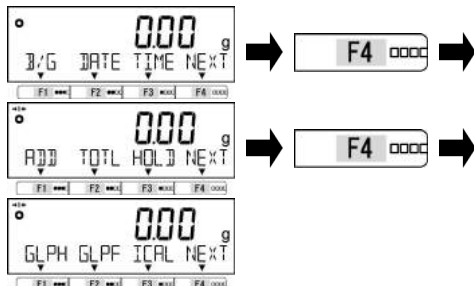 0.00 g
B/G DATE TIME NEXT
F1 F2 F3 F4
F4
0.00 g
ADD TOTL HOLD NEXT
F1 F2 F3 F4
F4
0.00 g
GLPH GLPF ICAL NEXT
F1 F2 F3 F4